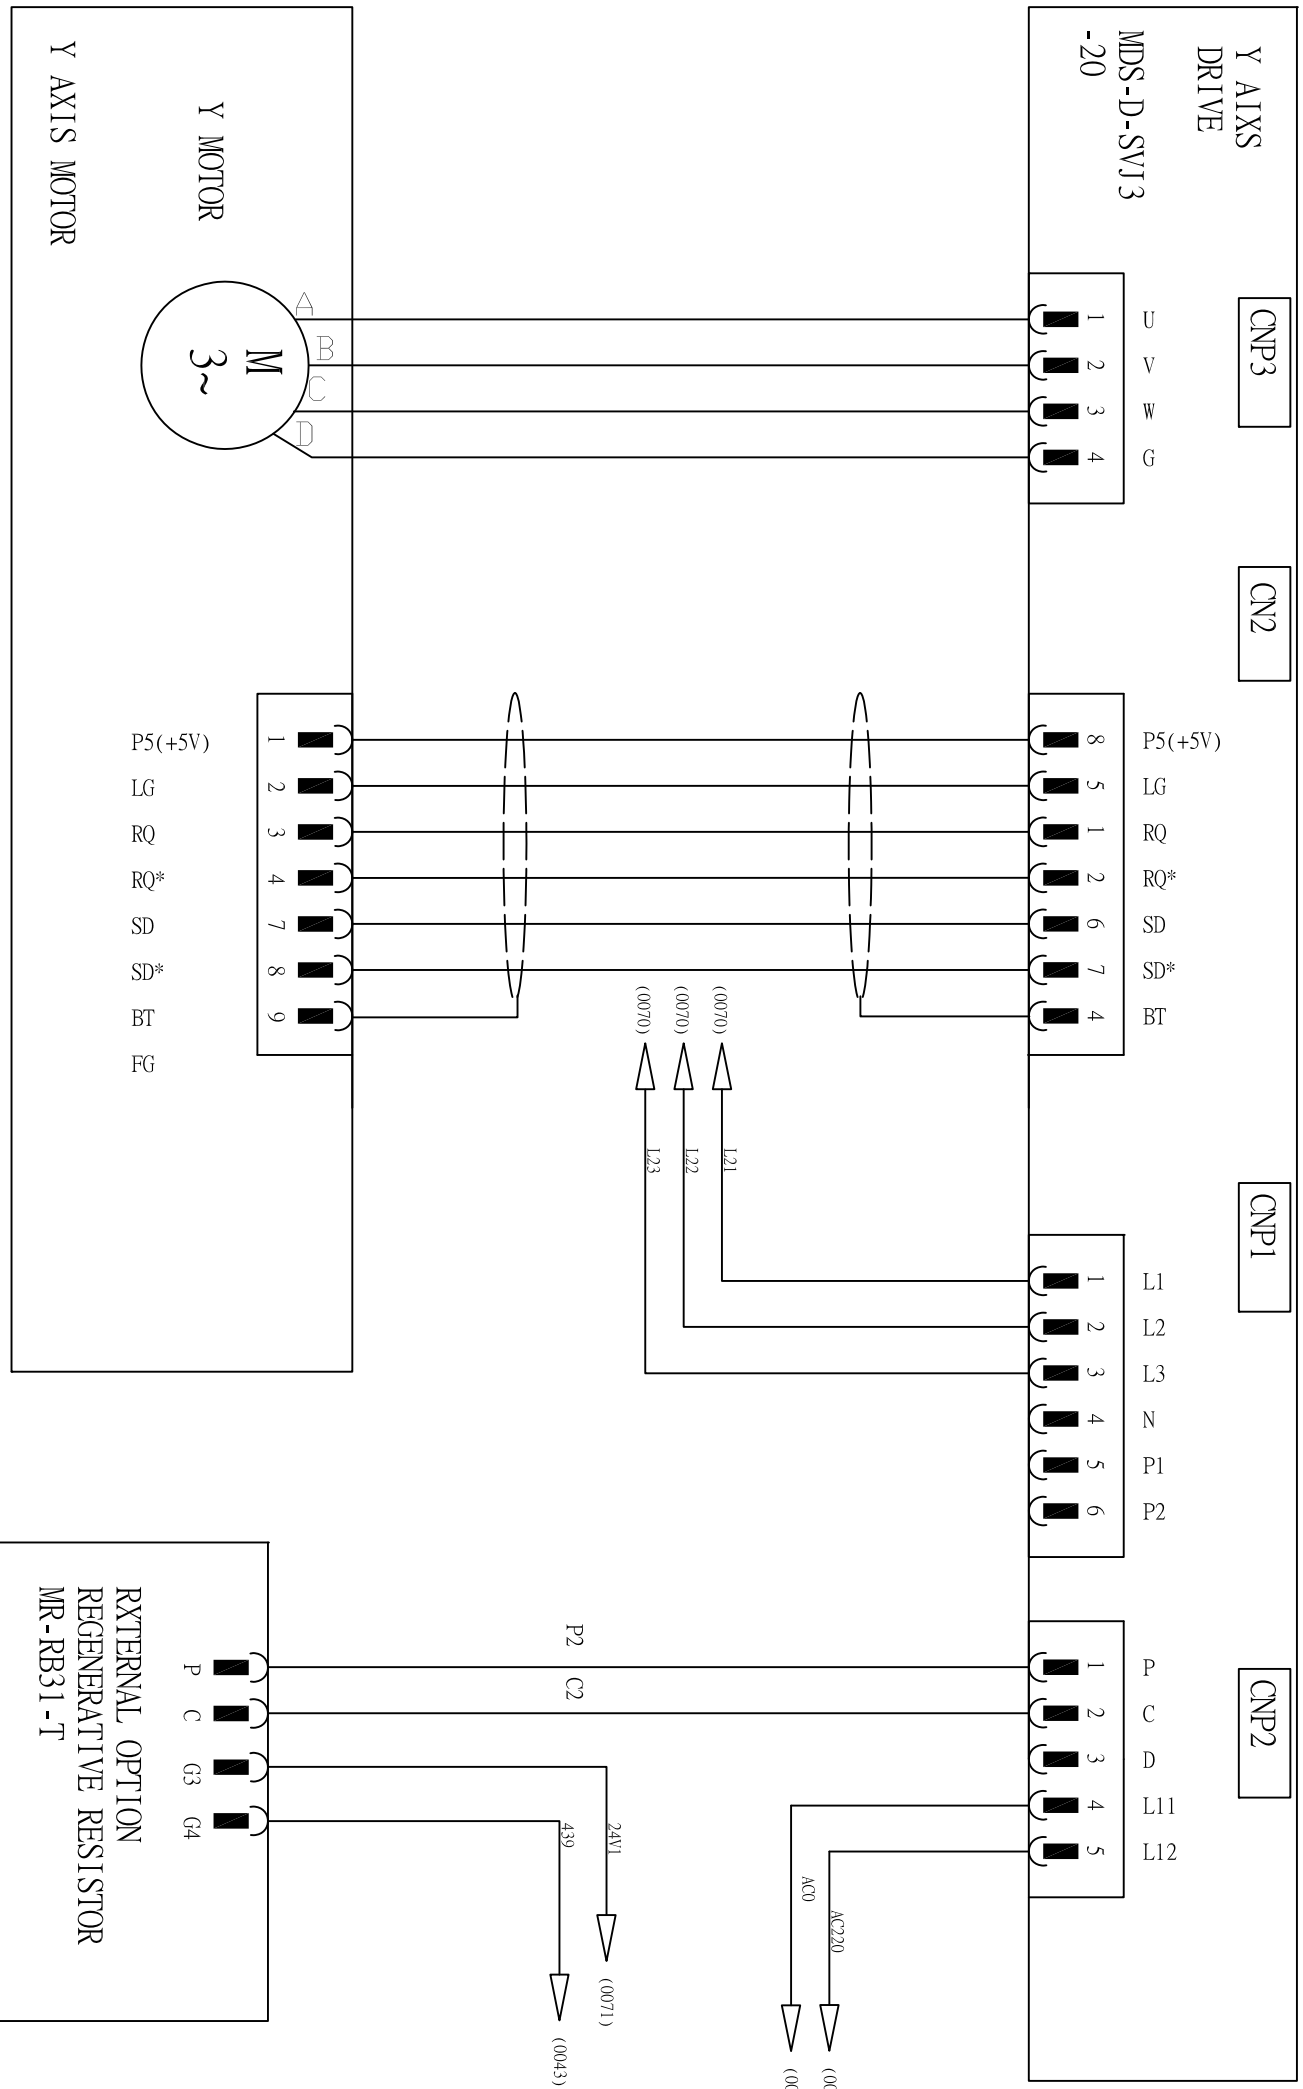 Y AIXS
DRIVE
MDS-D-SVJ3
-20
CNP3
CN2
CNP1
CNP2
U
V
W
G
1
2
3
4
P5(+5V)
LG
RQ
RQ*
SD
SD*
BT
8
5
1
2
6
7
4
L1
L2
L3
N
P1
P2
1
2
3
4
5
6
P
C
D
L11
L12
1
2
3
4
5
(0070)
(0070)
(0070)
L21
L22
L23
P2
C2
AC220
AC0
24V1
(0071)
439
(0043)
A
B
C
D
M
3~
Y MOTOR
Y AXIS MOTOR
1
2
3
4
7
8
9
P5(+5V)
LG
RQ
RQ*
SD
SD*
BT
FG
P
C
G3
G4
RXTERNAL OPTION
REGENERATIVE RESISTOR
MR-RB31-T